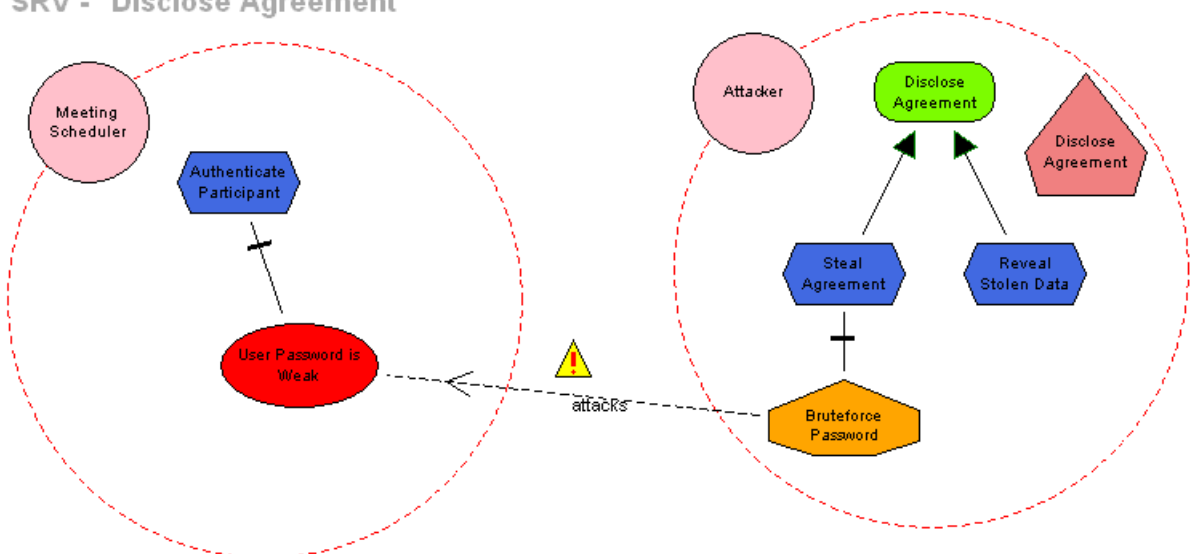 SRV - Disclose Agreement
Meeting
Scheduler
Authenticate
Participant
User Password is
Weak
attacks
Attacker
Disclose
Agreement
Disclose
Agreement
Steal
Agreement
Reveal
Stolen Data
Bruteforce
Password